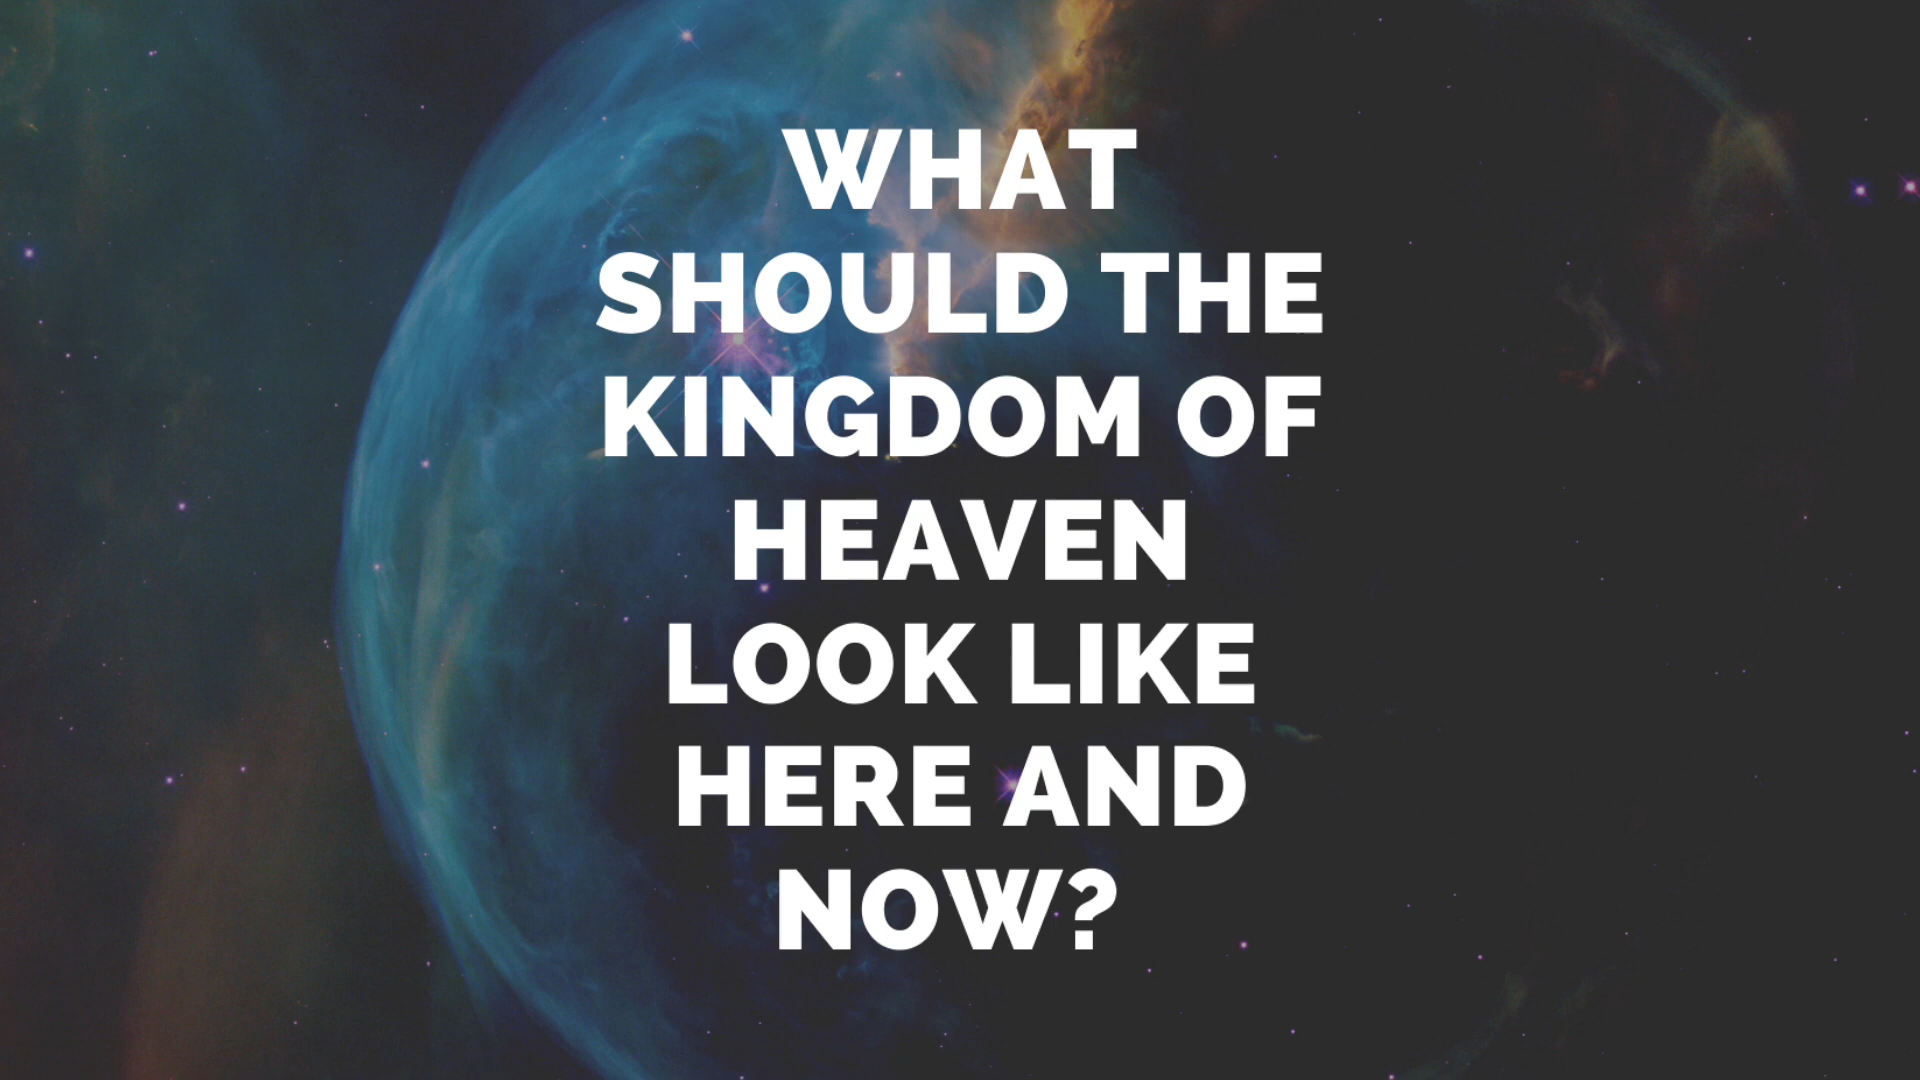 WHAT
SHOULD THE
KINGDOM OF
HEAVEN
LOOK LIKE
HERE AND
NOW?